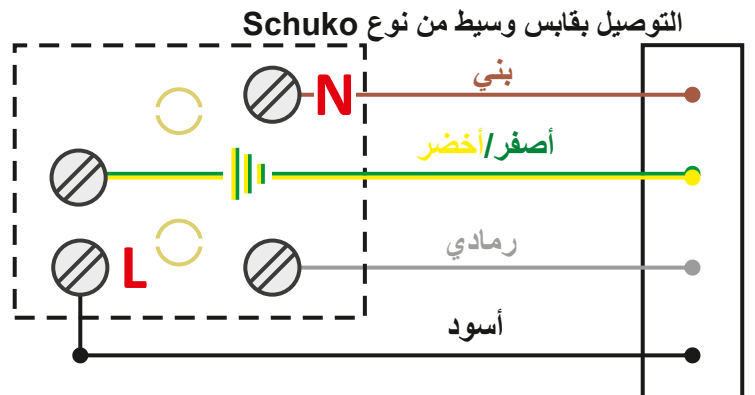 التوصيل بقابس وسيط من نوع Schuko
بني
N
أصفر/أخضر
رمادي
L
أسود